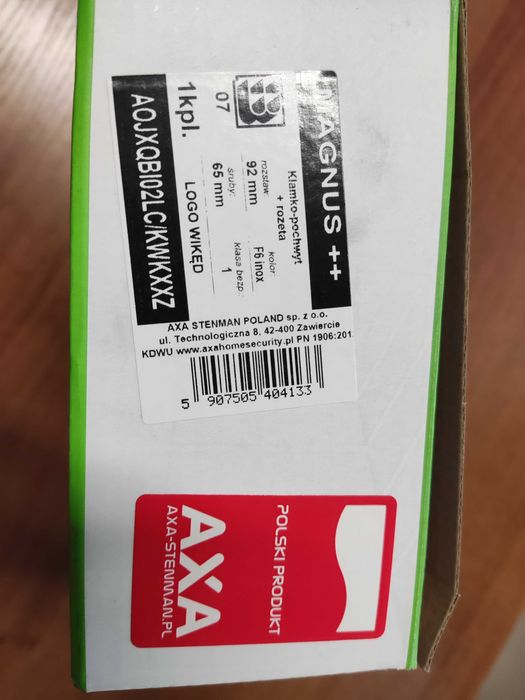 MAGNUS ++
Klamko-pochwyt
+ rozeta
rozstaw:
92 mm
kolor:
F6 inox
śruby:
65 mm
klasa bezp.:
1
07
1kpl.
LOGO WIKĘD
AOJXQBI02LC/KWKXXXZ
AXA STENMAN POLAND sp. z o.o.
ul. Technologiczna 8, 42-400 Zawiercie
KDWU www.axahomesecurity.pl PN 1906:201
5 907505 404133
POLSKI PRODUKT
AXA
AXA-STENMAN.PL